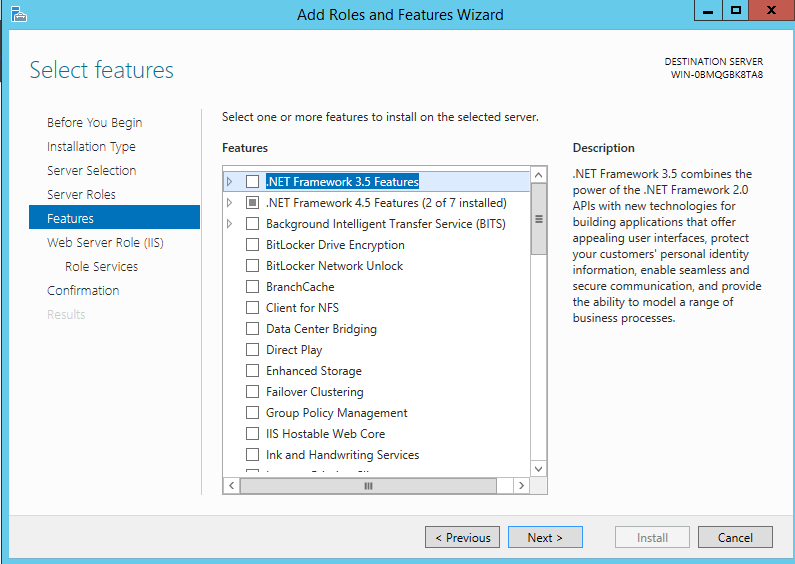 Add Roles and Features Wizard
Select features
DESTINATION SERVER
WIN-0BMQGBK8TA8
Before You Begin
Installation Type
Server Selection
Server Roles
Features
Web Server Role (IIS)
Role Services
Confirmation
Results
Select one or more features to install on the selected server.
Features
.NET Framework 3.5 Features
.NET Framework 4.5 Features (2 of 7 installed)
Background Intelligent Transfer Service (BITS)
BitLocker Drive Encryption
BitLocker Network Unlock
BranchCache
Client for NFS
Data Center Bridging
Direct Play
Enhanced Storage
Failover Clustering
Group Policy Management
IIS Hostable Web Core
Ink and Handwriting Services
Description
.NET Framework 3.5 combines the
power of the .NET Framework 2.0
APIs with new technologies for
building applications that offer
appealing user interfaces, protect
your customers' personal identity
information, enable seamless and
secure communication, and provide
the ability to model a range of
business processes.
< Previous
Next >
Install
Cancel